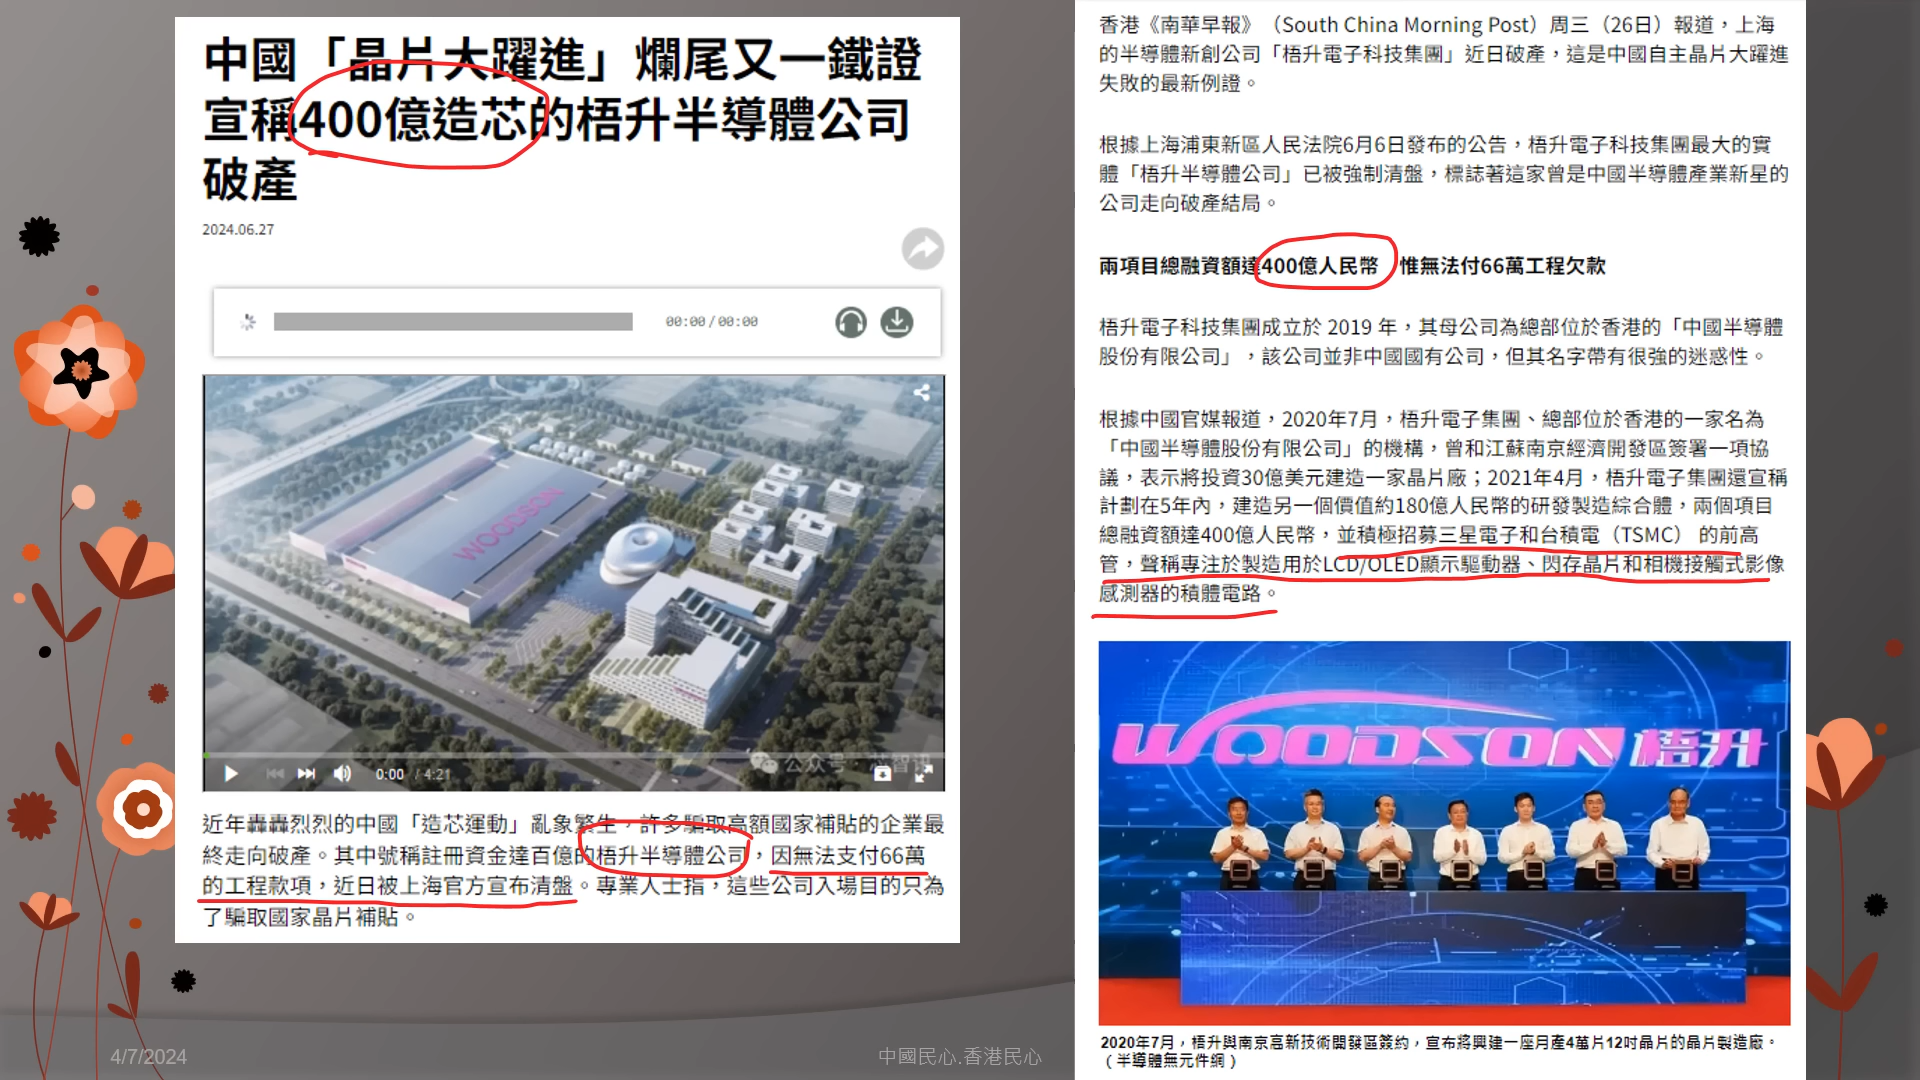 中國「晶片大躍進」爛尾又一鐵證
宣稱400億造芯的梧升半導體公司
破產
2024.06.27
00:00 / 00:00
WOODSON
0:00 / 4:21
公众号 · 芯智讯
近年轟轟烈烈的中國「造芯運動」亂象繁生，許多騙取高額國家補貼的企業最
終走向破產。其中號稱註冊資金達百億的梧升半導體公司，因無法支付66萬
的工程款項，近日被上海官方宣布清盤。專業人士指，這些公司入場目的只為
了騙取國家晶片補貼。
香港《南華早報》（South China Morning Post）周三（26日）報道，上海
的半導體新創公司「梧升電子科技集團」近日破產，這是中國自主晶片大躍進
失敗的最新例證。
根據上海浦東新區人民法院6月6日發布的公告，梧升電子科技集團最大的實
體「梧升半導體公司」已被強制清盤，標誌著這家曾是中國半導體產業新星的
公司走向破產結局。
兩項目總融資額達400億人民幣　惟無法付66萬工程欠款
梧升電子科技集團成立於 2019 年，其母公司為總部位於香港的「中國半導體
股份有限公司」，該公司並非中國國有公司，但其名字帶有很強的迷惑性。
根據中國官媒報道，2020年7月，梧升電子集團、總部位於香港的一家名為
「中國半導體股份有限公司」的機構，曾和江蘇南京經濟開發區簽署一項協
議，表示將投資30億美元建造一家晶片廠；2021年4月，梧升電子集團還宣稱
計劃在5年內，建造另一個價值約180億人民幣的研發製造綜合體，兩個項目
總融資額達400億人民幣，並積極招募三星電子和台積電（TSMC） 的前高
管，聲稱專注於製造用於LCD/OLED顯示驅動器、閃存晶片和相機接觸式影像
感測器的積體電路。
WOODSON 梧升
2020年7月，梧升與南京高新技術開發區簽約，宣布將興建一座月產4萬片12吋晶片的晶片製造廠。
（半導體無元件網）
4/7/2024
中國民心.香港民心